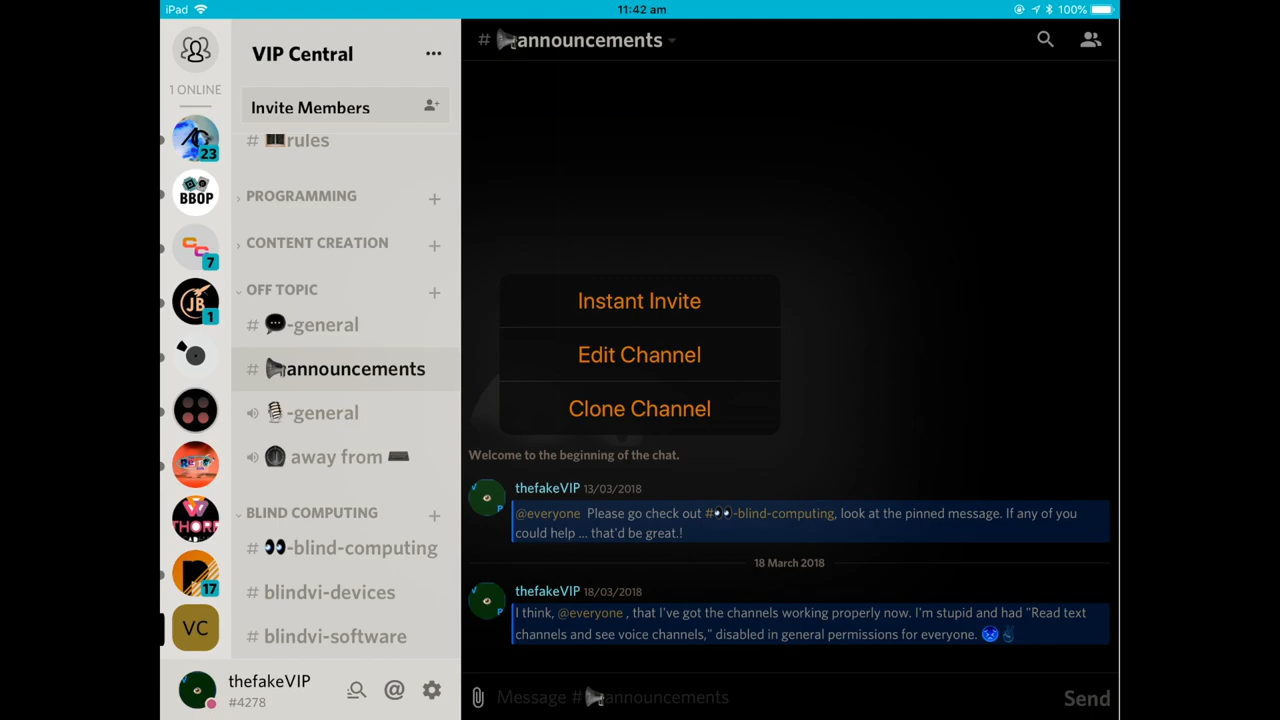 iPad
11:42 am
100%
1 ONLINE
23
BBOP
7
JB
1
17
VC
VIP Central
Invite Members
# rules
PROGRAMMING
CONTENT CREATION
OFF TOPIC
# 💬-general
# 📢announcements
🎙-general
away from
BLIND COMPUTING
# 👀-blind-computing
# blindvi-devices
# blindvi-software
thefakeVIP
#4278
# 📢announcements
Instant Invite
Edit Channel
Clone Channel
Welcome to the beginning of the chat.
thefakeVIP 13/03/2018
@everyone Please go check out #👀-blind-computing, look at the pinned message. If any of you
could help ... that'd be great.!
18 March 2018
thefakeVIP 18/03/2018
I think, @everyone , that I've got the channels working properly now. I'm stupid and had "Read text
channels and see voice channels," disabled in general permissions for everyone.
Message #📢announcements
Send